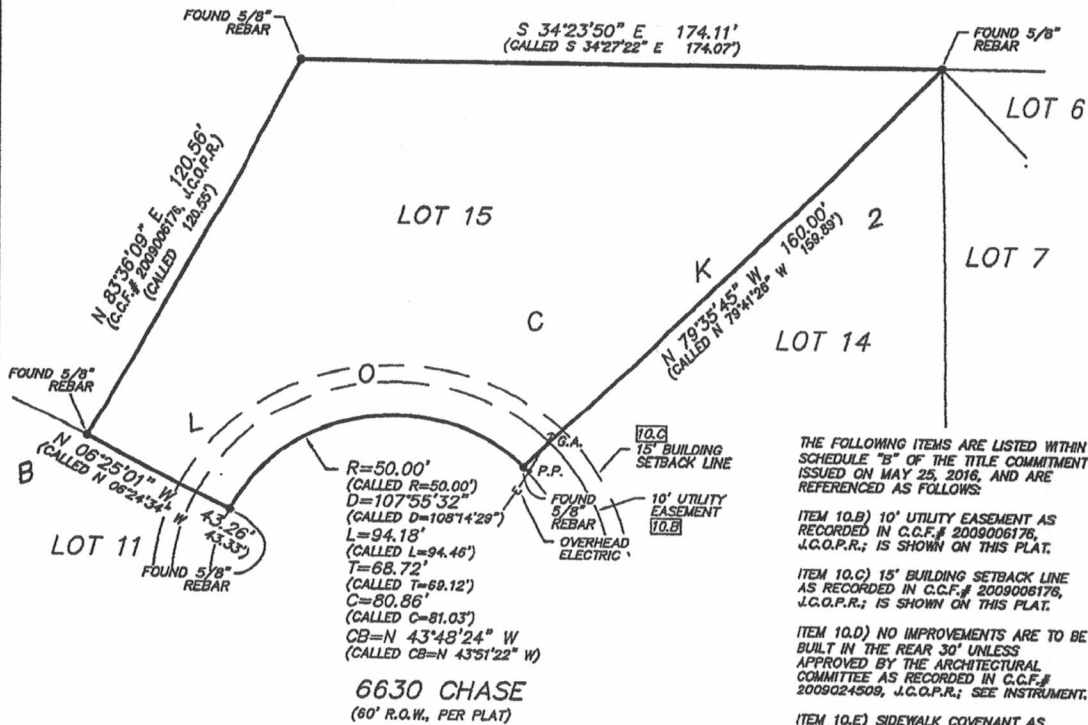 FOUND 5/8"
REBAR
S 34°23'50" E 174.11'
(CALLED S 34°27'22" E 174.07')
FOUND 5/8"
REBAR
LOT 6
N 83°36'09" E 120.56'
(C.C.F.# 2009006176, J.C.O.P.R.)
(CALLED 120.55')
LOT 15
2
K
LOT 7
N 79°35'45" W 160.00'
(CALLED N 79°41'26" W 159.89')
C
LOT 14
O
FOUND 5/8"
REBAR
L
B
N 06°25'01" W 43.26'
(CALLED N 06°24'34" W 43.33')
LOT 11
FOUND 5/8"
REBAR
G.A.
10.C
15' BUILDING
SETBACK LINE
P.P.
FOUND
5/8"
REBAR
10' UTILITY
EASEMENT
10.B
OVERHEAD
ELECTRIC
R=50.00'
(CALLED R=50.00')
D=107°55'32"
(CALLED D=108°14'29")
L=94.18'
(CALLED L=94.46')
T=68.72'
(CALLED T=69.12')
C=80.86'
(CALLED C=81.03')
CB=N 43°48'24" W
(CALLED CB=N 43°51'22" W)
6630 CHASE
(60' R.O.W., PER PLAT)
THE FOLLOWING ITEMS ARE LISTED WITHIN
SCHEDULE "B" OF THE TITLE COMMITMENT
ISSUED ON MAY 25, 2016, AND ARE
REFERENCED AS FOLLOWS:
ITEM 10.B) 10' UTILITY EASEMENT AS
RECORDED IN C.C.F.# 2009006176,
J.C.O.P.R.; IS SHOWN ON THIS PLAT.
ITEM 10.C) 15' BUILDING SETBACK LINE
AS RECORDED IN C.C.F.# 2009006176,
J.C.O.P.R.; IS SHOWN ON THIS PLAT.
ITEM 10.D) NO IMPROVEMENTS ARE TO BE
BUILT IN THE REAR 30' UNLESS
APPROVED BY THE ARCHITECTURAL
COMMITTEE AS RECORDED IN C.C.F.#
2009024509, J.C.O.P.R.; SEE INSTRUMENT.
ITEM 10.E) SIDEWALK COVENANT AS